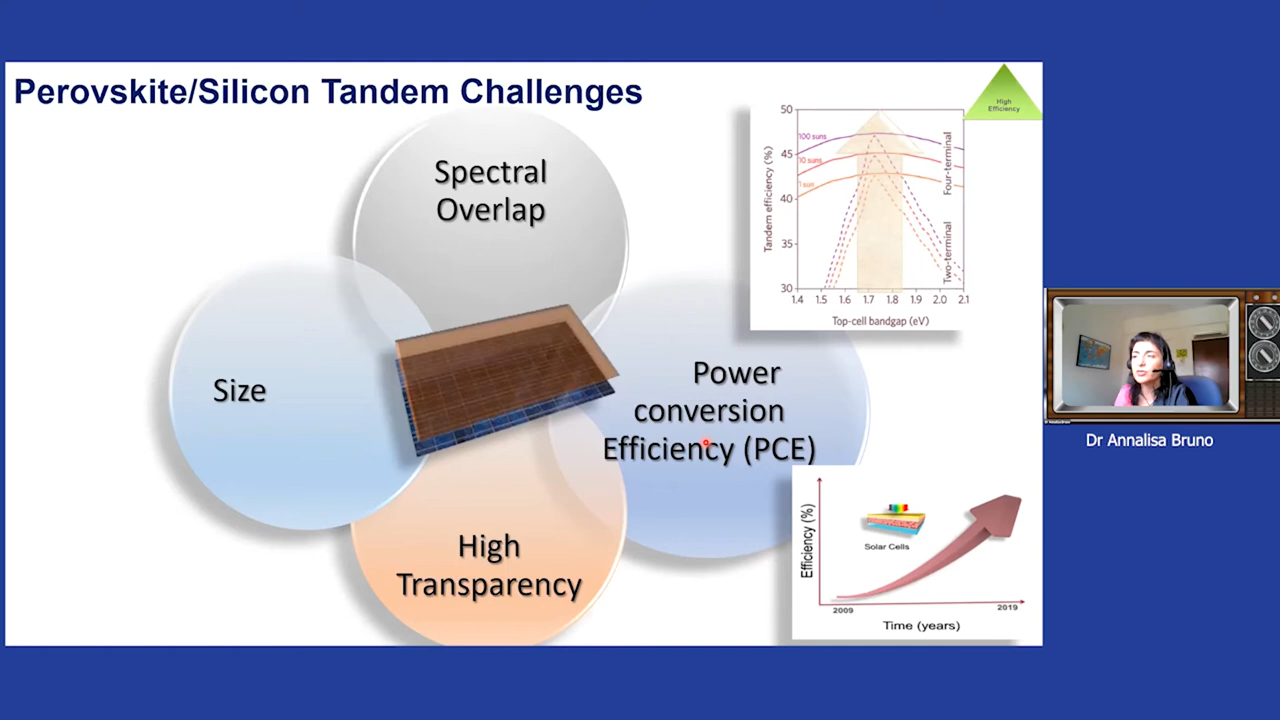 Perovskite/Silicon Tandem Challenges
Spectral
Overlap
Size
Power
conversion
Efficiency (PCE)
High
Transparency
High
Efficiency
50
45
40
35
30
Tandem efficiency (%)
100 suns
10 suns
1 sun
Four-terminal
Two-terminal
1.4 1.5 1.6 1.7 1.8 1.9 2.0 2.1
Top-cell bandgap (eV)
Efficiency (%)
Solar Cells
2009 2019
Time (years)
Dr Annalisa Bruno